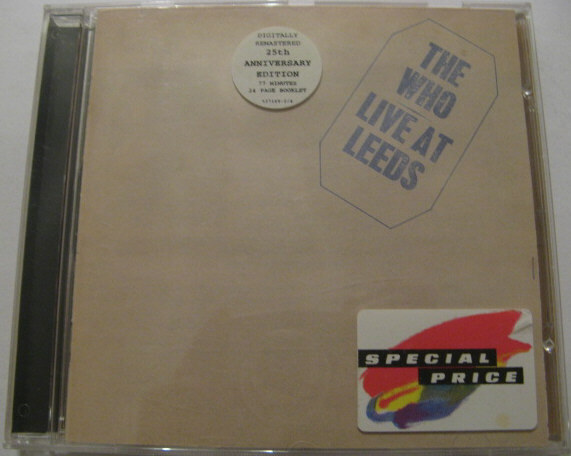 DIGITALLY
REMASTERED
25th
ANNIVERSARY
EDITION
77 MINUTES
24 PAGE BOOKLET
THE
WHO
LIVE AT
LEEDS
SPECIAL
PRICE